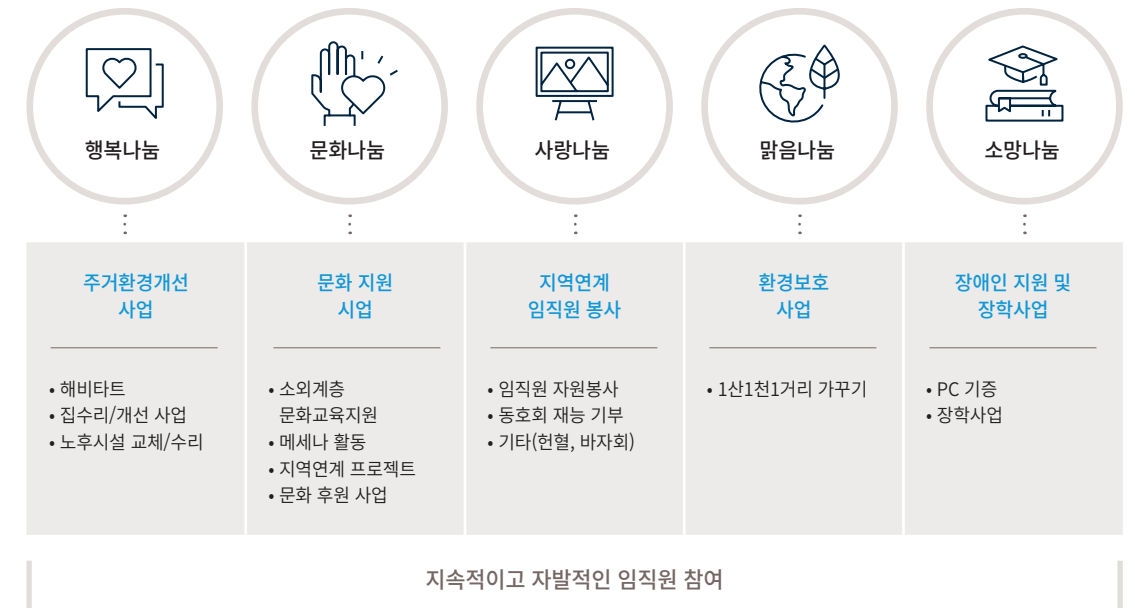 행복나눔
문화나눔
사랑나눔
맑음나눔
소망나눔
주거환경개선
사업
• 해비타트
• 집수리/개선 사업
• 노후시설 교체/수리
문화 지원
시업
• 소외계층
문화교육지원
• 메세나 활동
• 지역연계 프로젝트
• 문화 후원 사업
지역연계
임직원 봉사
• 임직원 자원봉사
• 동호회 재능 기부
• 기타(헌혈, 바자회)
환경보호
사업
• 1산1천1거리 가꾸기
장애인 지원 및
장학사업
• PC 기증
• 장학사업
지속적이고 자발적인 임직원 참여